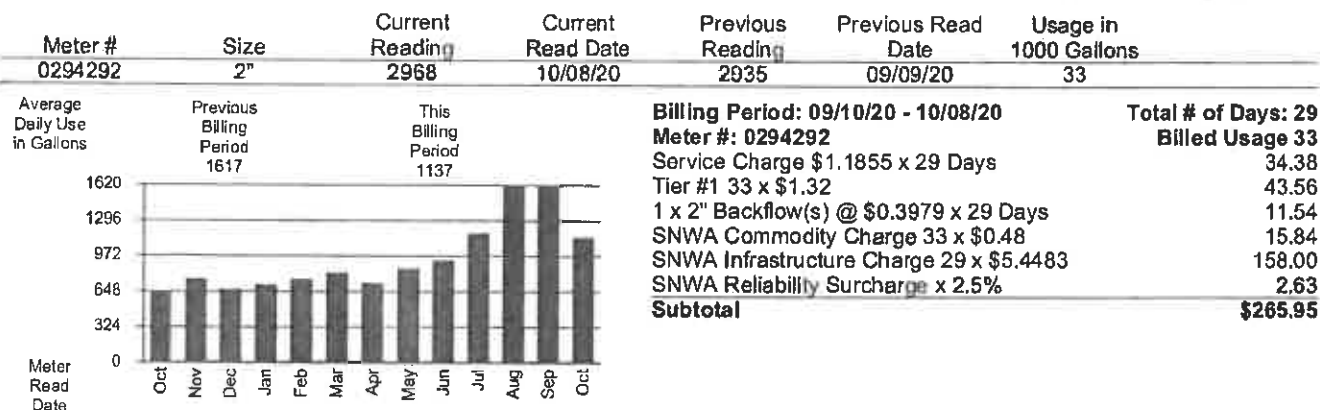 Meter # Size Current Reading Current Read Date Previous Reading Previous Read Date Usage in 1000 Gallons
0294292 2" 2968 10/08/20 2935 09/09/20 33
Average Daily Use in Gallons
Previous Billing Period 1617
This Billing Period 1137
1620
1296
972
648
324
0
Meter Read Date
Oct Nov Dec Jan Feb Mar Apr May Jun Jul Aug Sep Oct
Billing Period: 09/10/20 - 10/08/20 Total # of Days: 29
Meter #: 0294292 Billed Usage 33
Service Charge $1.1855 x 29 Days 34.38
Tier #1 33 x $1.32 43.56
1 x 2" Backflow(s) @ $0.3979 x 29 Days 11.54
SNWA Commodity Charge 33 x $0.48 15.84
SNWA Infrastructure Charge 29 x $5.4483 158.00
SNWA Reliability Surcharge x 2.5% 2.63
Subtotal $265.95